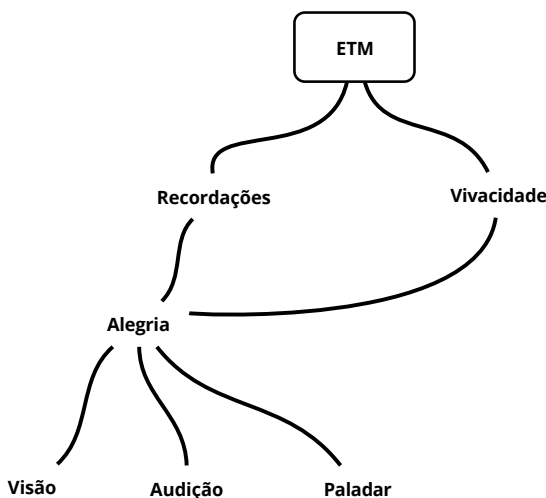 ETM
Recordações
Vivacidade
Alegria
Visão
Audição
Paladar